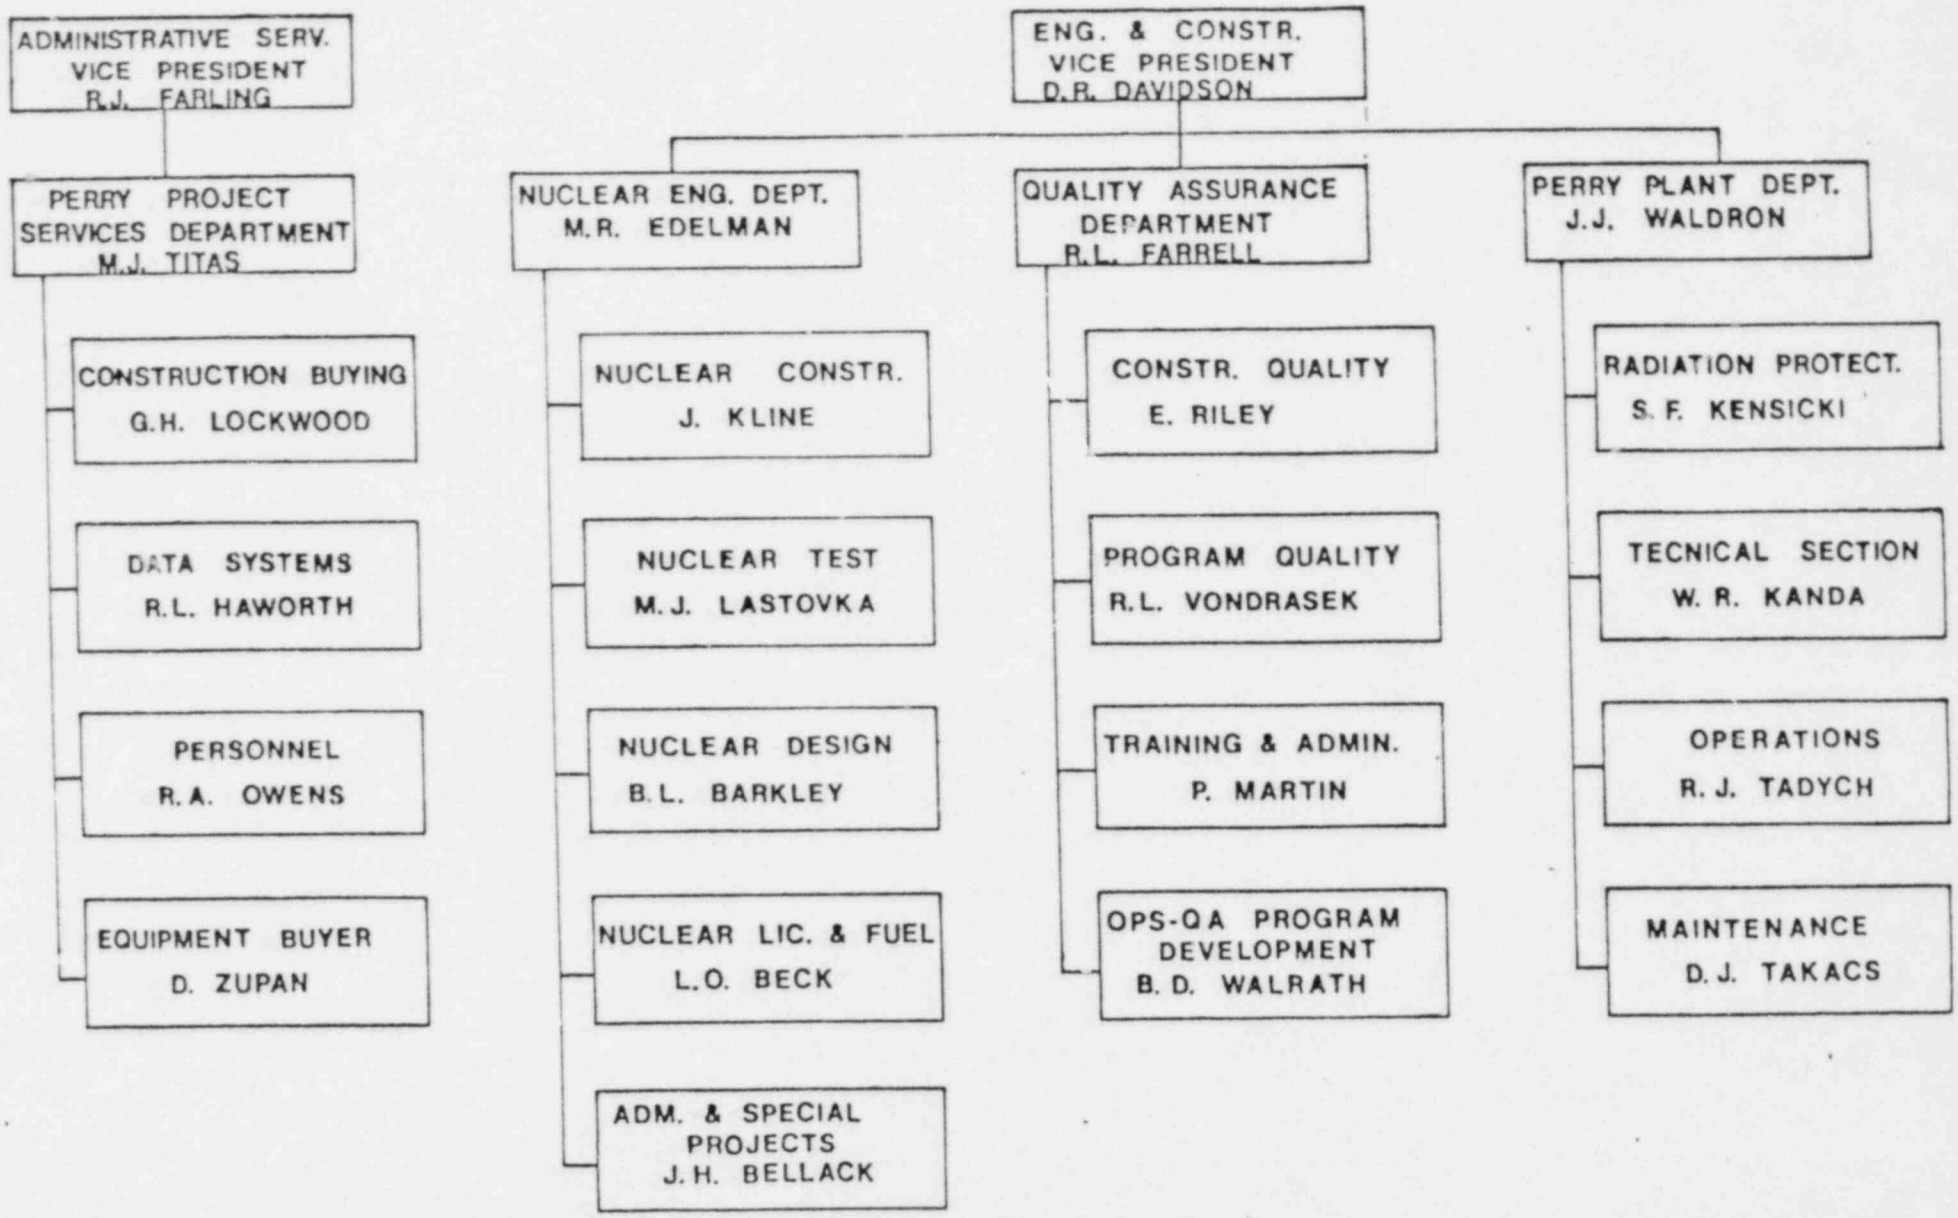 ADMINISTRATIVE SERV.
VICE PRESIDENT
R.J. FARLING
PERRY PROJECT
SERVICES DEPARTMENT
M.J. TITAS
CONSTRUCTION BUYING
G.H. LOCKWOOD
DATA SYSTEMS
R.L. HAWORTH
PERSONNEL
R.A. OWENS
EQUIPMENT BUYER
D. ZUPAN
ENG. & CONSTR.
VICE PRESIDENT
D.R. DAVIDSON
NUCLEAR ENG. DEPT.
M.R. EDELMAN
NUCLEAR CONSTR.
J. KLINE
NUCLEAR TEST
M.J. LASTOVKA
NUCLEAR DESIGN
B.L. BARKLEY
NUCLEAR LIC. & FUEL
L.O. BECK
ADM. & SPECIAL
PROJECTS
J.H. BELLACK
QUALITY ASSURANCE
DEPARTMENT
R.L. FARRELL
CONSTR. QUALITY
E. RILEY
PROGRAM QUALITY
R.L. VONDRASEK
TRAINING & ADMIN.
P. MARTIN
OPS-QA PROGRAM
DEVELOPMENT
B.D. WALRATH
PERRY PLANT DEPT.
J.J. WALDRON
RADIATION PROTECT.
S.F. KENSICKI
TECNICAL SECTION
W.R. KANDA
OPERATIONS
R.J. TADYCH
MAINTENANCE
D.J. TAKACS